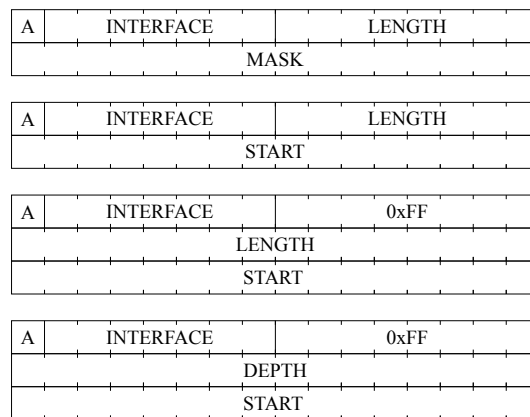 A INTERFACE LENGTH
MASK
A INTERFACE LENGTH
START
A INTERFACE 0xFF
LENGTH
START
A INTERFACE 0xFF
DEPTH
START